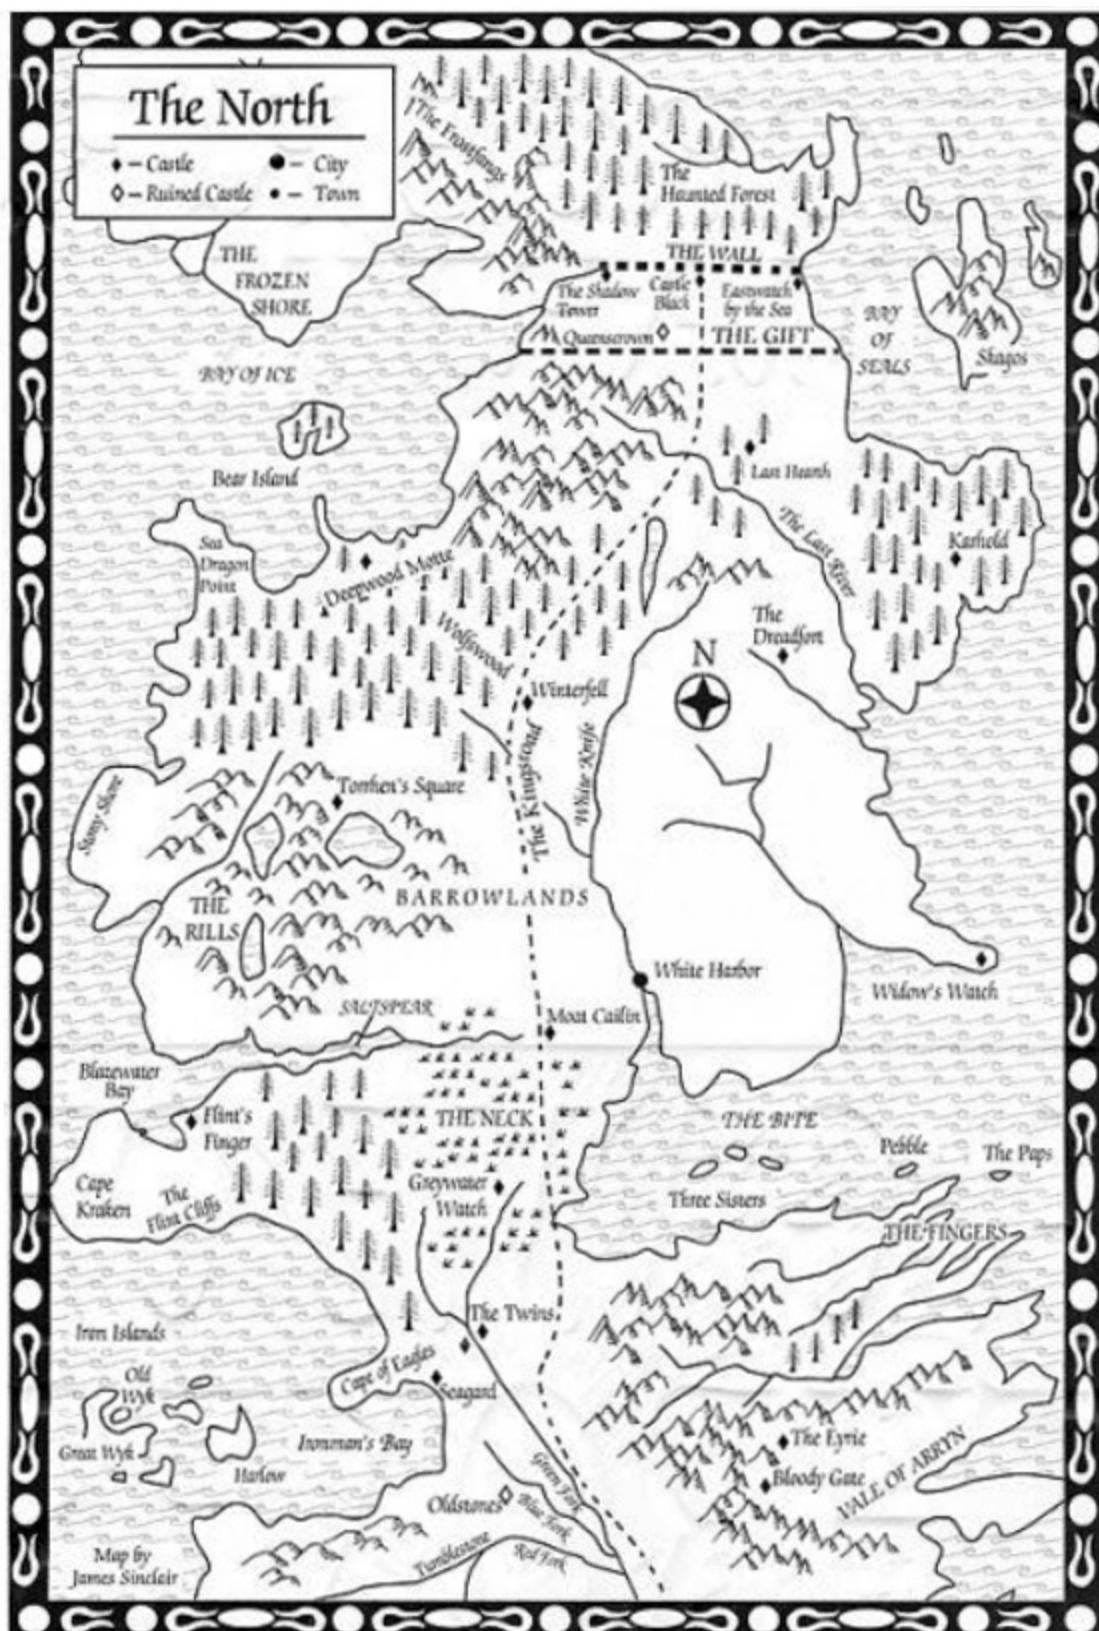 The North
♦ – Castle
● – City
◊ – Ruined Castle
• – Town
The Frostfangs
The
Haunted Forest
THE
FROZEN
SHORE
THE WALL
The Shadow
Tower
Castle
Black
Eastwatch
by the Sea
Queenscrown
THE GIFT
BAY
OF
SEALS
Skagos
BAY OF ICE
Bear Island
Last Hearth
Sea
Dragon
Point
Deepwood Motte
The Last River
Karhold
Wolfswood
The
Dreadfort
N
Winterfell
The Kingsroad
White Knife
Stony Shore
Torrhen's Square
THE
RILLS
BARROWLANDS
White Harbor
Widow's Watch
SALTSPEAR
Moat Cailin
Blazewater
Bay
Flint's
Finger
THE NECK
THE BITE
Pebble
The Paps
Cape
Kraken
The
Flint Cliffs
Greywater
Watch
Three Sisters
THE FINGERS
The Twins
Iron Islands
Cape of Eagles
Seagard
Old
Wyk
Great Wyk
Harlow
Ironman's Bay
The Eyrie
Bloody Gate
VALE OF ARRYN
Green Fork
Oldstones
Blue Fork
Tumblestone
Red Fork
Map by
James Sinclair